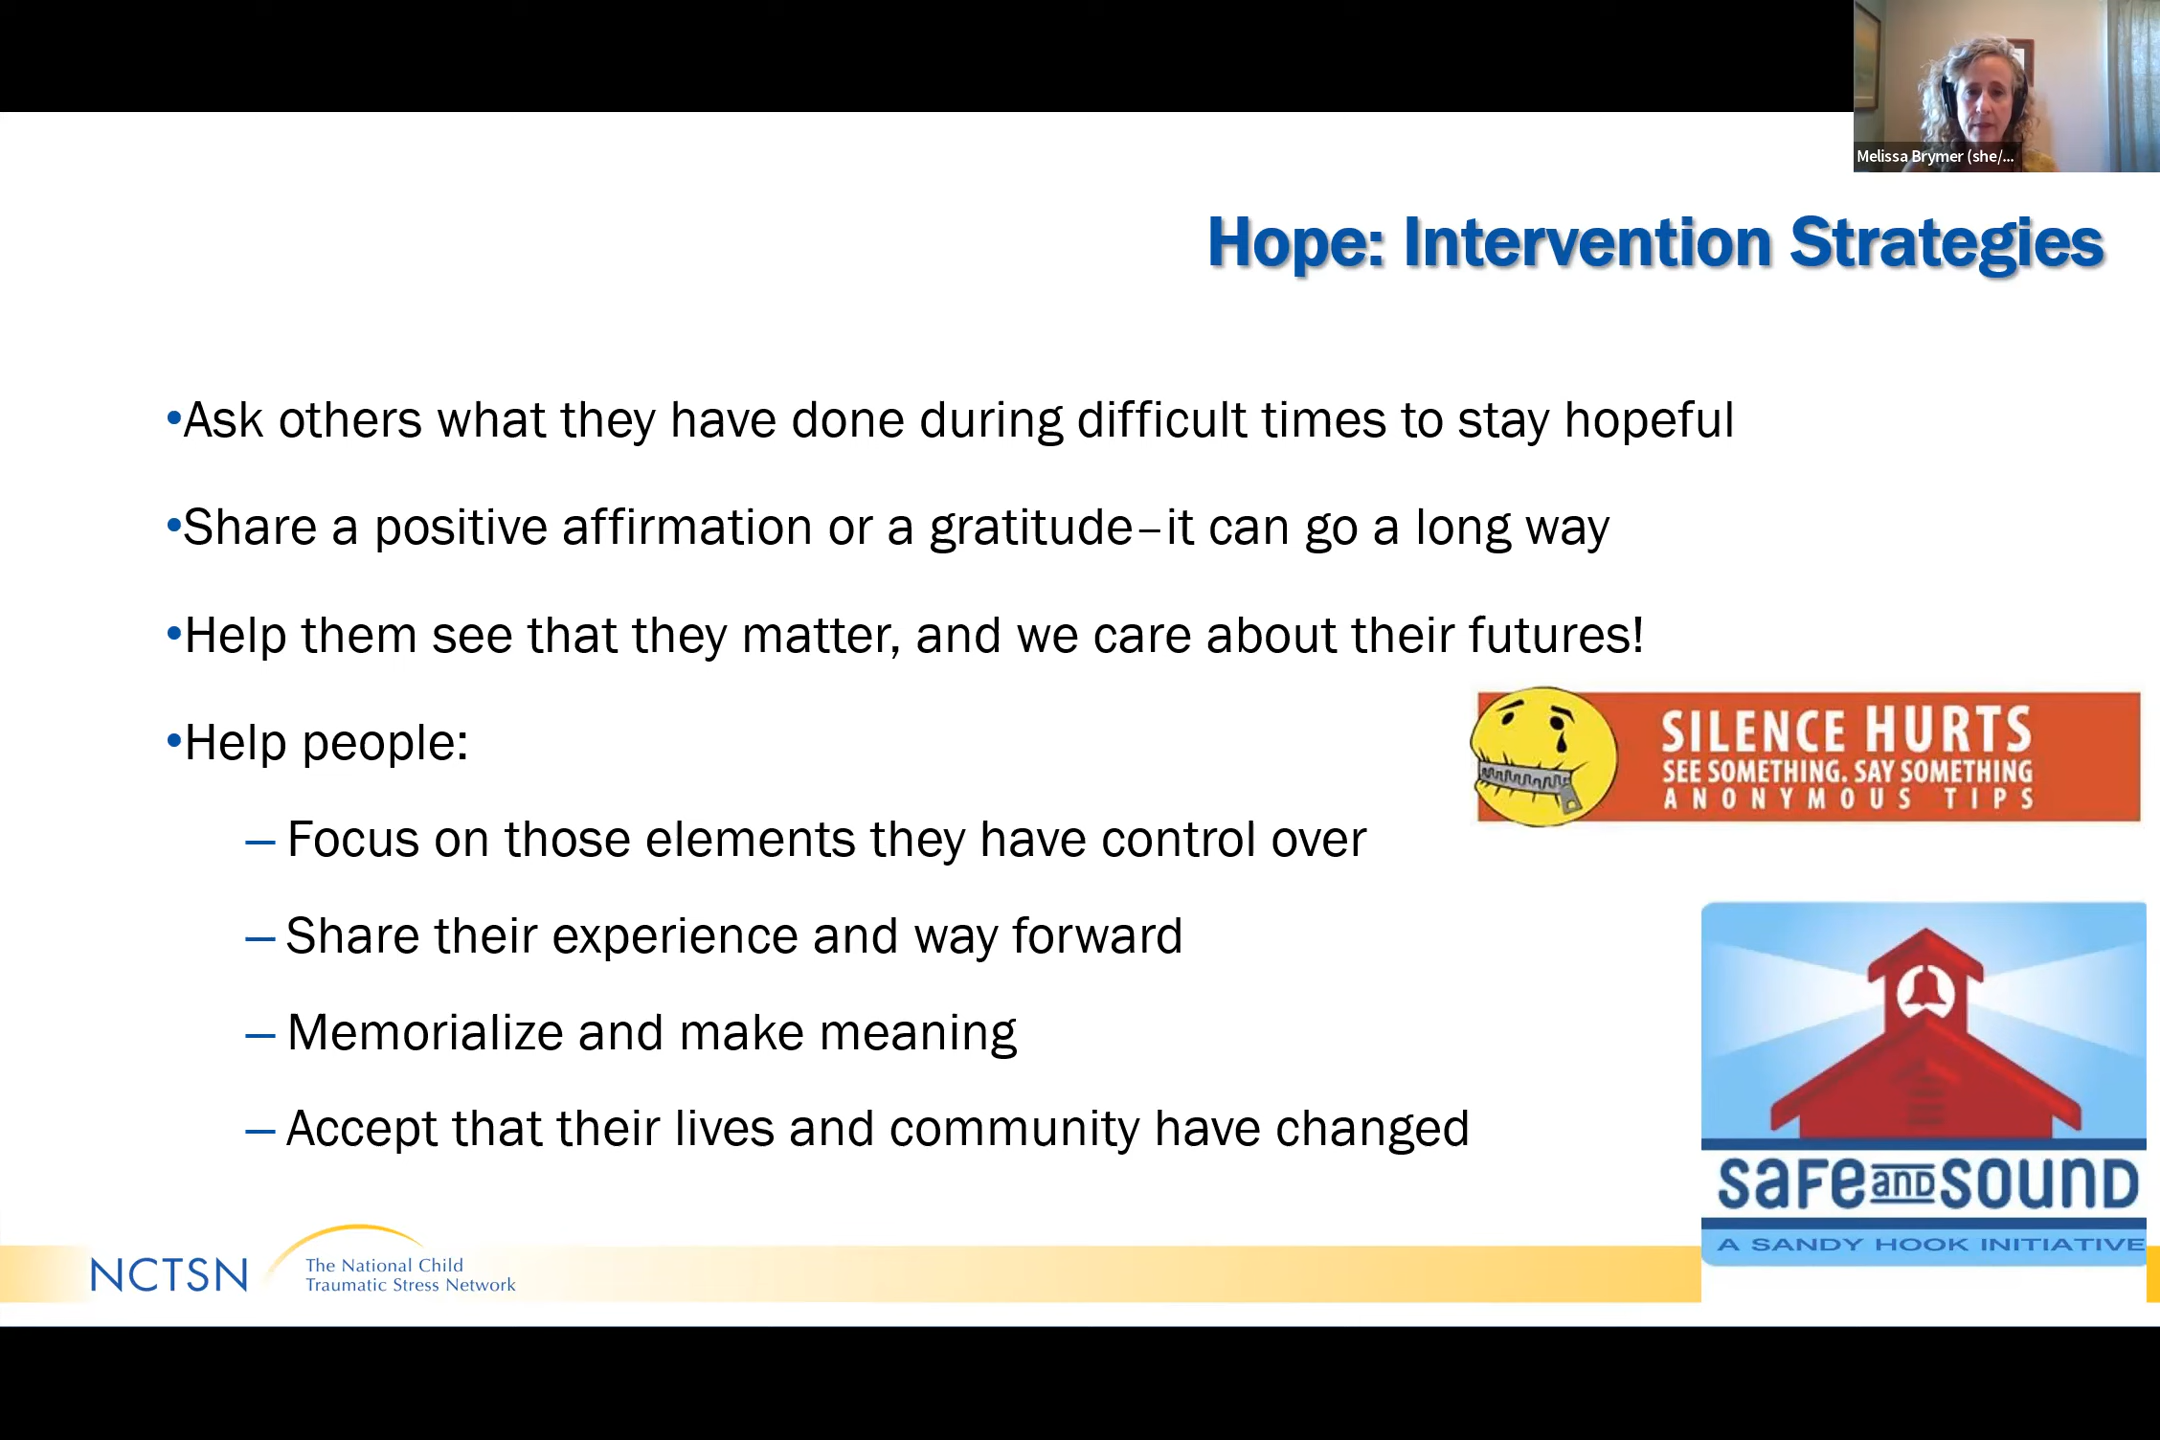 Melissa Brymer (she/...
Hope: Intervention Strategies
•Ask others what they have done during difficult times to stay hopeful
•Share a positive affirmation or a gratitude–it can go a long way
•Help them see that they matter, and we care about their futures!
•Help people:
– Focus on those elements they have control over
– Share their experience and way forward
– Memorialize and make meaning
– Accept that their lives and community have changed
SILENCE HURTS
SEE SOMETHING. SAY SOMETHING
ANONYMOUS TIPS
safe and sound
A SANDY HOOK INITIATIVE
NCTSN
The National Child
Traumatic Stress Network